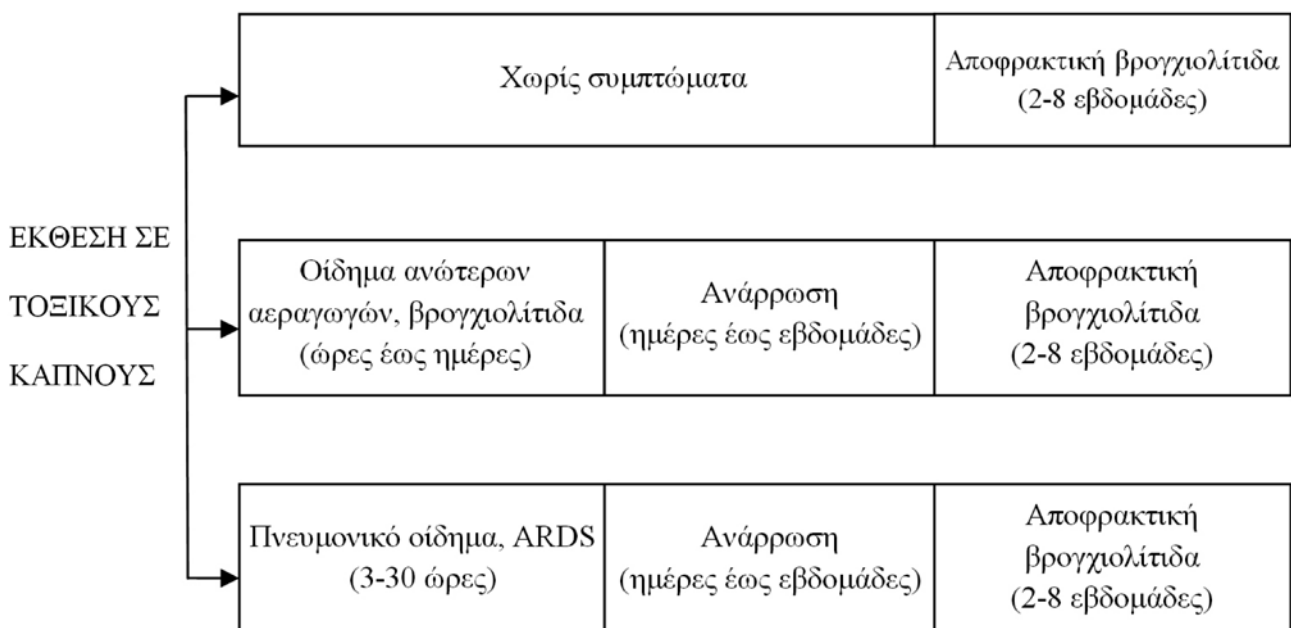 Χωρίς συμπτώματα
Αποφρακτική βρογχιολίτιδα
(2-8 εβδομάδες)
ΕΚΘΕΣΗ ΣΕ
ΤΟΞΙΚΟΥΣ
ΚΑΠΝΟΥΣ
Οίδημα ανώτερων
αεραγωγών, βρογχιολίτιδα
(ώρες έως ημέρες)
Ανάρρωση
(ημέρες έως εβδομάδες)
Αποφρακτική
βρογχιολίτιδα
(2-8 εβδομάδες)
Πνευμονικό οίδημα, ARDS
(3-30 ώρες)
Ανάρρωση
(ημέρες έως εβδομάδες)
Αποφρακτική
βρογχιολίτιδα
(2-8 εβδομάδες)